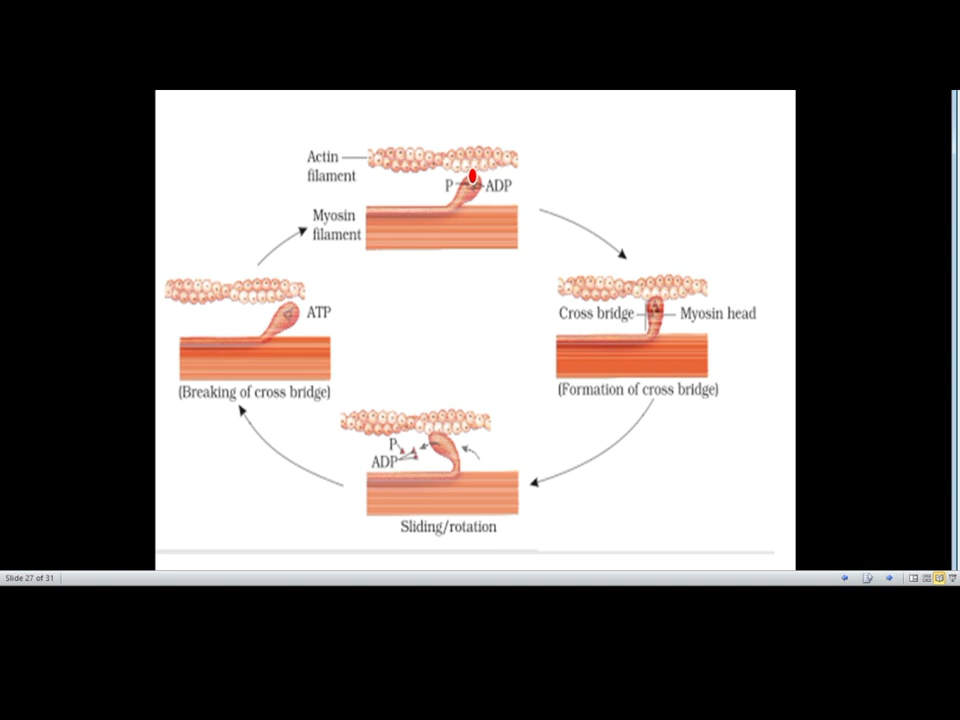 Actin
filament
P
ADP
Myosin
filament
ATP
Cross bridge
Myosin head
(Breaking of cross bridge)
(Formation of cross bridge)
P
ADP
Sliding/rotation
Slide 27 of 31